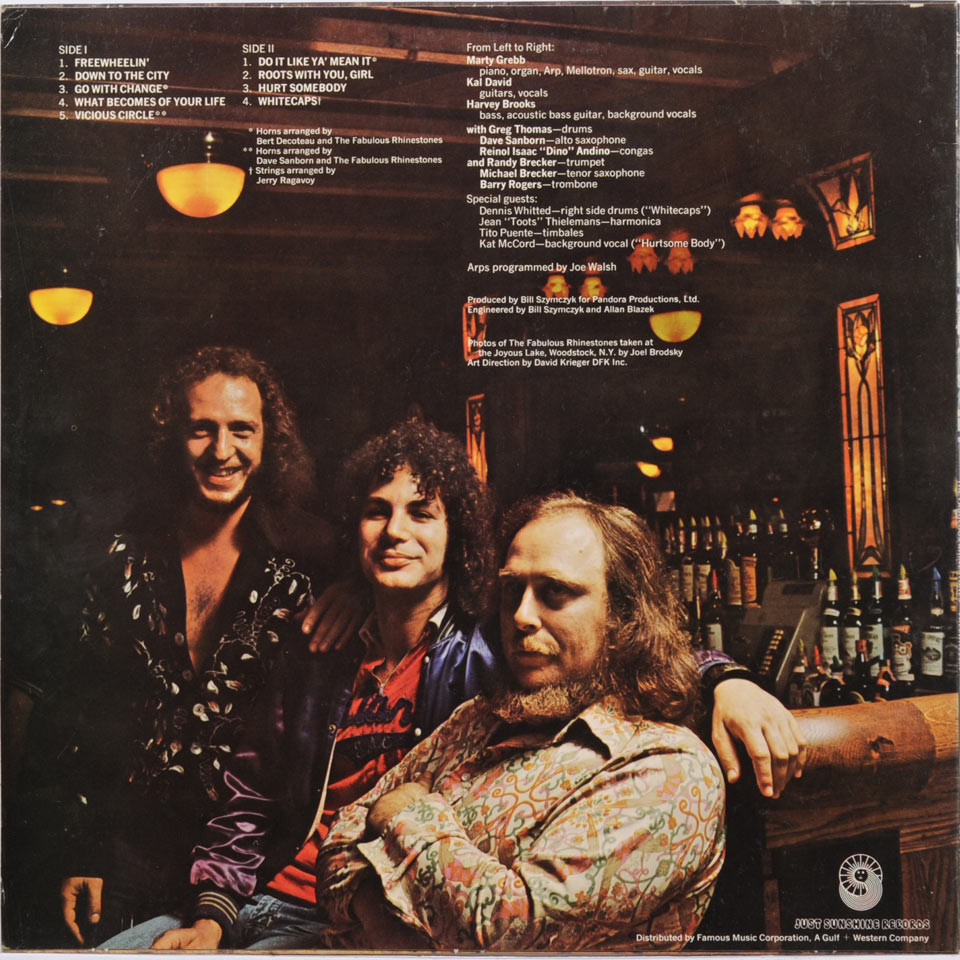 SIDE I
1. FREEWHEELIN'
2. DOWN TO THE CITY
3. GO WITH CHANGE*
4. WHAT BECOMES OF YOUR LIFE
5. VICIOUS CIRCLE**
SIDE II
1. DO IT LIKE YA' MEAN IT*
2. ROOTS WITH YOU, GIRL
3. HURT SOMEBODY
4. WHITECAPS†
* Horns arranged by
Bert Decoteau and The Fabulous Rhinestones
** Horns arranged by
Dave Sanborn and The Fabulous Rhinestones
† Strings arranged by
Jerry Ragavoy
From Left to Right:
Marty Grebb
piano, organ, Arp, Mellotron, sax, guitar, vocals
Kal David
guitars, vocals
Harvey Brooks
bass, acoustic bass guitar, background vocals
with Greg Thomas—drums
Dave Sanborn—alto saxophone
Reinol Isaac "Dino" Andino—congas
and Randy Brecker—trumpet
Michael Brecker—tenor saxophone
Barry Rogers—trombone
Special guests:
Dennis Whitted—right side drums ("Whitecaps")
Jean "Toots" Thielemans—harmonica
Tito Puente—timbales
Kat McCord—background vocal ("Hurtsome Body")
Arps programmed by Joe Walsh
Produced by Bill Szymczyk for Pandora Productions, Ltd.
Engineered by Bill Szymczyk and Allan Blazek
Photos of The Fabulous Rhinestones taken at
the Joyous Lake, Woodstock, N.Y. by Joel Brodsky
Art Direction by David Krieger DFK Inc.
JUST SUNSHINE RECORDS
Distributed by Famous Music Corporation, A Gulf + Western Company